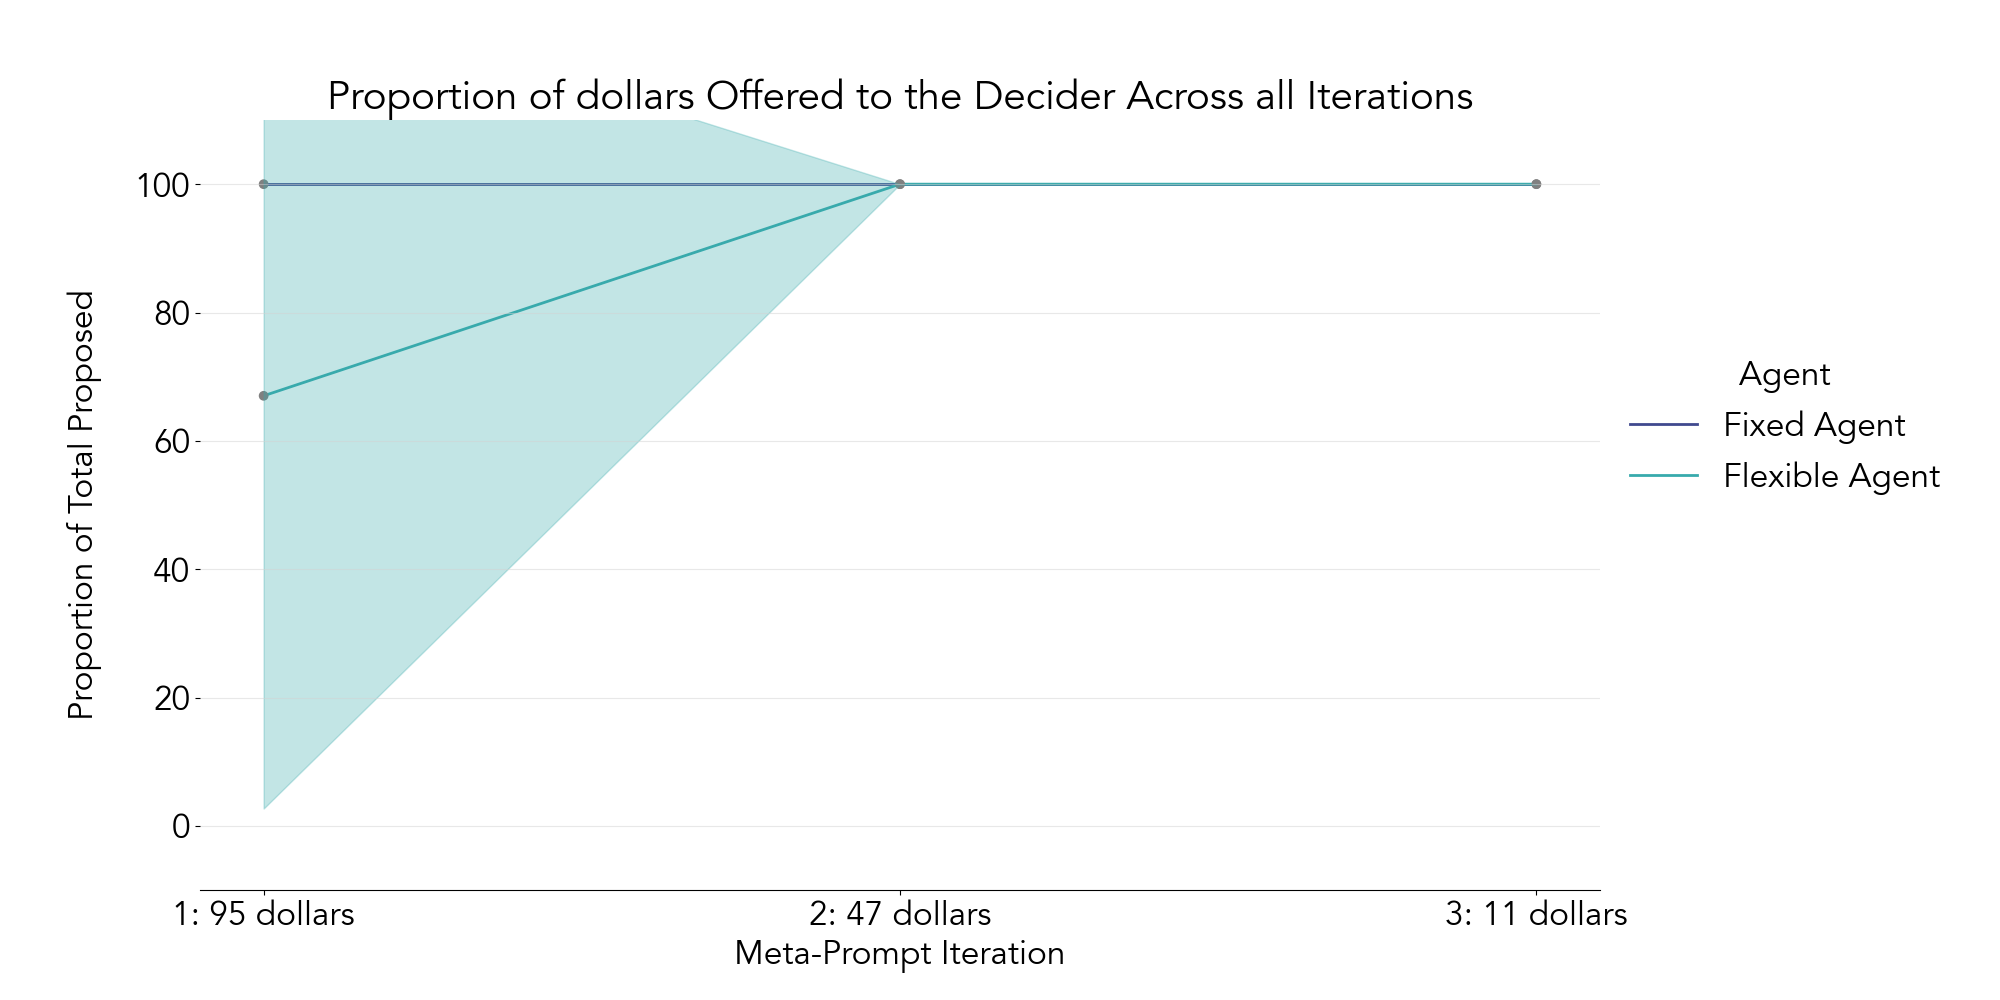 Proportion of dollars Offered to the Decider Across all Iterations
Proportion of Total Proposed
100
80
60
40
20
0
1: 95 dollars
2: 47 dollars
3: 11 dollars
Meta-Prompt Iteration
Agent
Fixed Agent
Flexible Agent